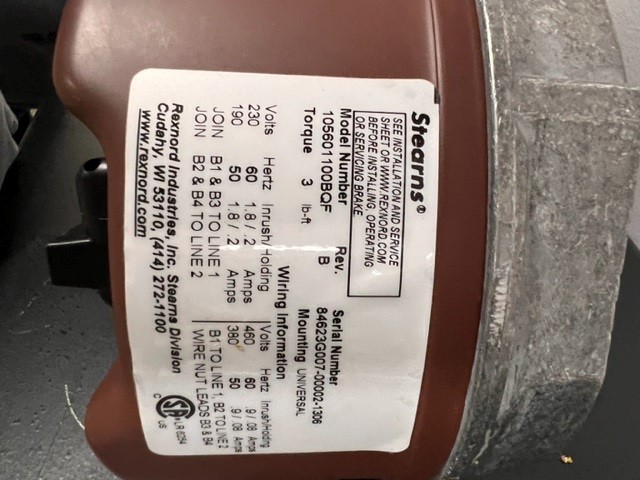 Stearns®
SEE INSTALLATION AND SERVICE
SHEET OR WWW.REXNORD.COM
BEFORE INSTALLING, OPERATING
OR SERVICING BRAKE
Model Number Rev. Serial Number
105601100BQF B 84623G007-00002-1306
Torque 3 lb-ft Mounting UNIVERSAL
Wiring Information
Volts Hertz Inrush/Holding
230 60 1.8/.2 Amps
190 50 1.8/.2 Amps
JOIN B1 & B3 TO LINE 1
JOIN B2 & B4 TO LINE 2
Volts Hertz Inrush/Holding
460 60 .9/.08 Amps
380 50 .9/.08 Amps
B1 TO LINE 1, B2 TO LINE 2
WIRE NUT LEADS B3 & B4
Rexnord Industries, Inc. Stearns Division
Cudahy, WI 53110, (414) 272-1100
www.rexnord.com
C US